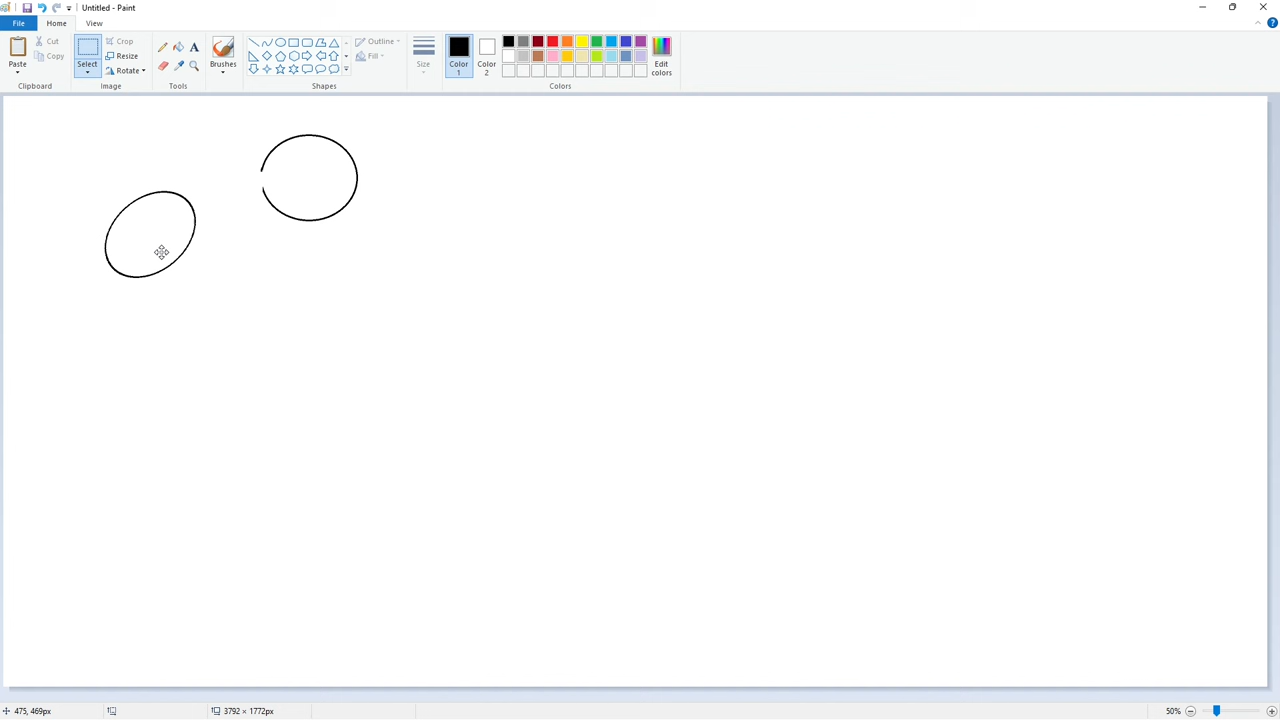 Untitled - Paint
File Home View
Paste
Cut
Copy
Clipboard
Select
Crop
Resize
Rotate
Image
A
Tools
Brushes
Outline
Fill
Shapes
Size
Color 1
Color 2
Edit colors
Colors
475, 469px
3792 × 1772px
50%